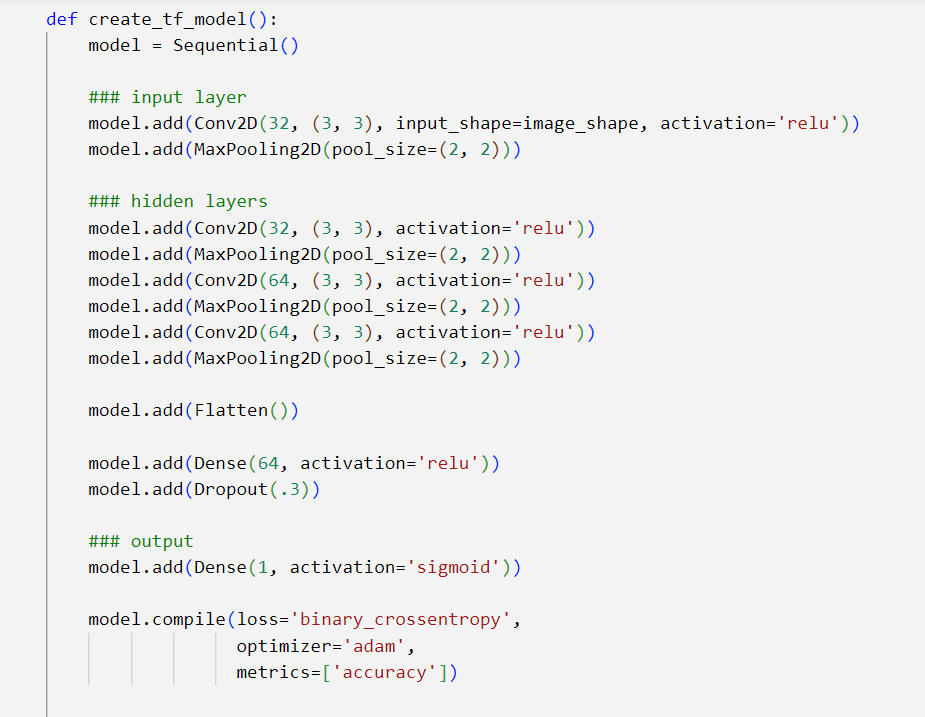 def create_tf_model():
model = Sequential()
### input layer
model.add(Conv2D(32, (3, 3), input_shape=image_shape, activation='relu'))
model.add(MaxPooling2D(pool_size=(2, 2)))
### hidden layers
model.add(Conv2D(32, (3, 3), activation='relu'))
model.add(MaxPooling2D(pool_size=(2, 2)))
model.add(Conv2D(64, (3, 3), activation='relu'))
model.add(MaxPooling2D(pool_size=(2, 2)))
model.add(Conv2D(64, (3, 3), activation='relu'))
model.add(MaxPooling2D(pool_size=(2, 2)))
model.add(Flatten())
model.add(Dense(64, activation='relu'))
model.add(Dropout(.3))
### output
model.add(Dense(1, activation='sigmoid'))
model.compile(loss='binary_crossentropy',
optimizer='adam',
metrics=['accuracy'])